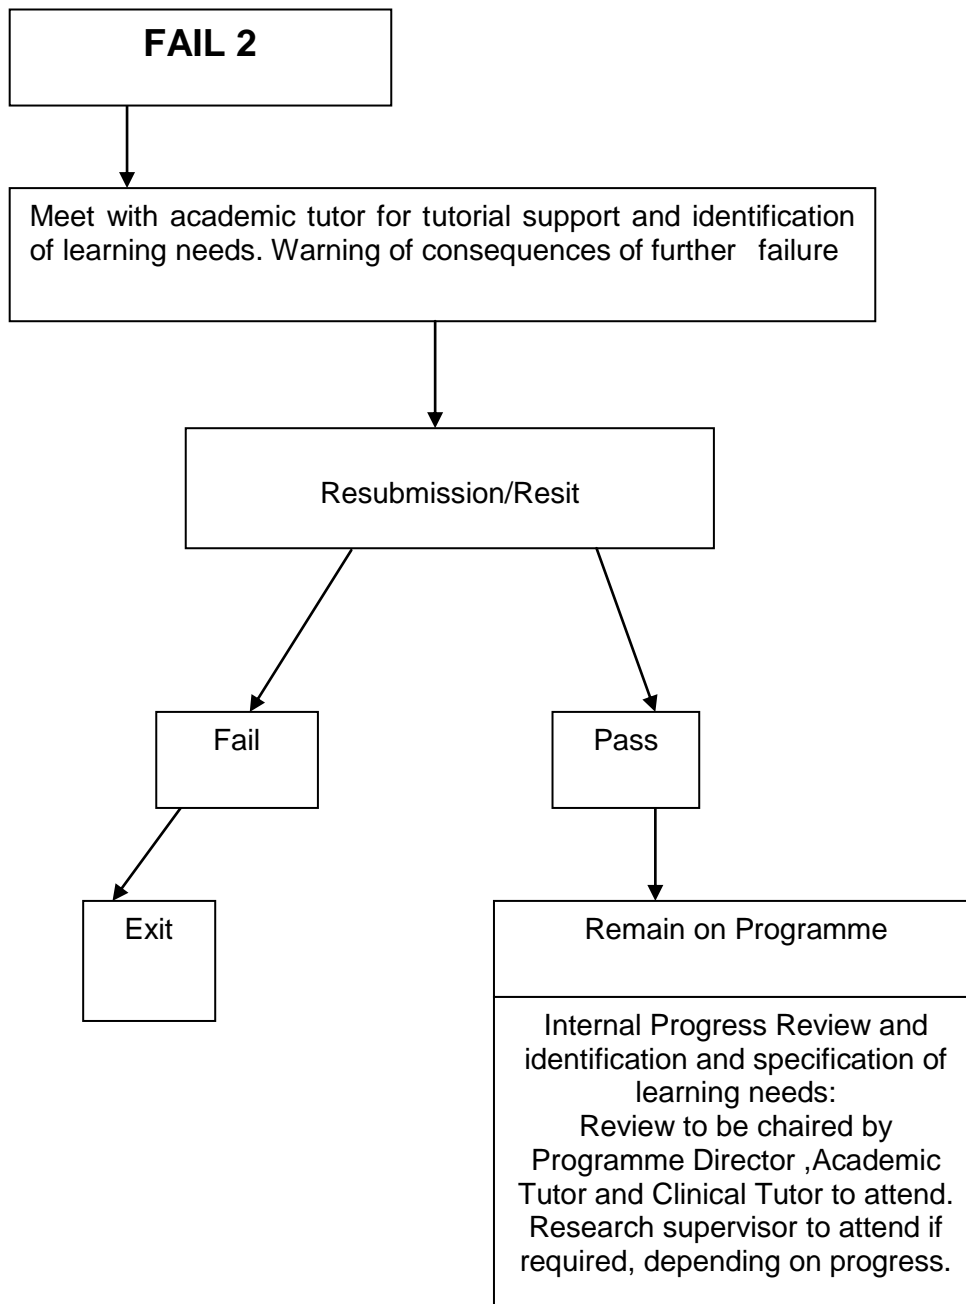 FAIL 2
Meet with academic tutor for tutorial support and identification
of learning needs. Warning of consequences of further failure
Resubmission/Resit
Fail
Pass
Exit
Remain on Programme
Internal Progress Review and
identification and specification of
learning needs:
Review to be chaired by
Programme Director ,Academic
Tutor and Clinical Tutor to attend.
Research supervisor to attend if
required, depending on progress.